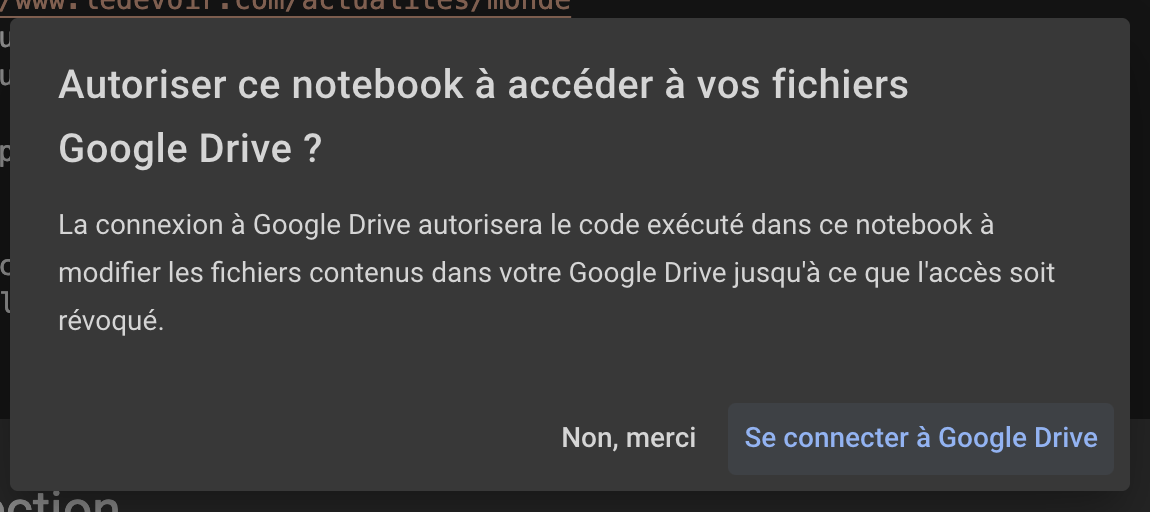 /www.ledevoir.com/actualites/monde
Autoriser ce notebook à accéder à vos fichiers
Google Drive ?
La connexion à Google Drive autorisera le code exécuté dans ce notebook à
modifier les fichiers contenus dans votre Google Drive jusqu'à ce que l'accès soit
révoqué.
Non, merci
Se connecter à Google Drive
ction